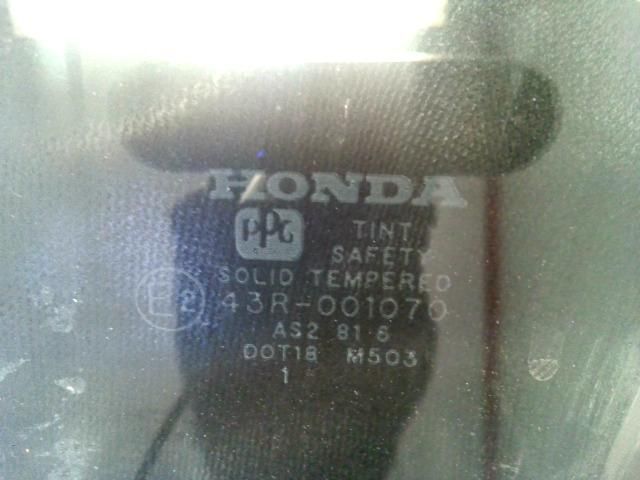 HONDA
PPG TINT
SAFETY
SOLID TEMPERED
E2 43R-001070
AS2 81 6
DOT18 M503
1